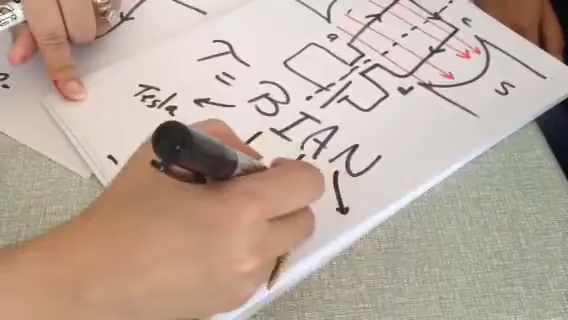 S
τ = BIAN
Tesla